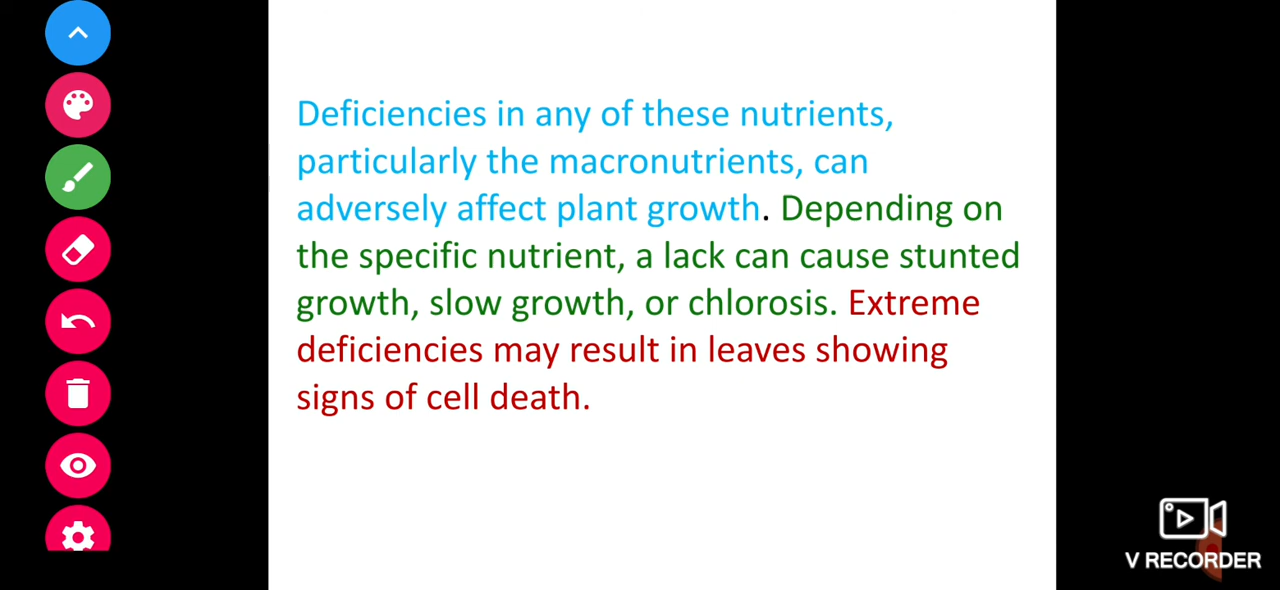 Deficiencies in any of these nutrients,
particularly the macronutrients, can
adversely affect plant growth. Depending on
the specific nutrient, a lack can cause stunted
growth, slow growth, or chlorosis. Extreme
deficiencies may result in leaves showing
signs of cell death.
V RECORDER